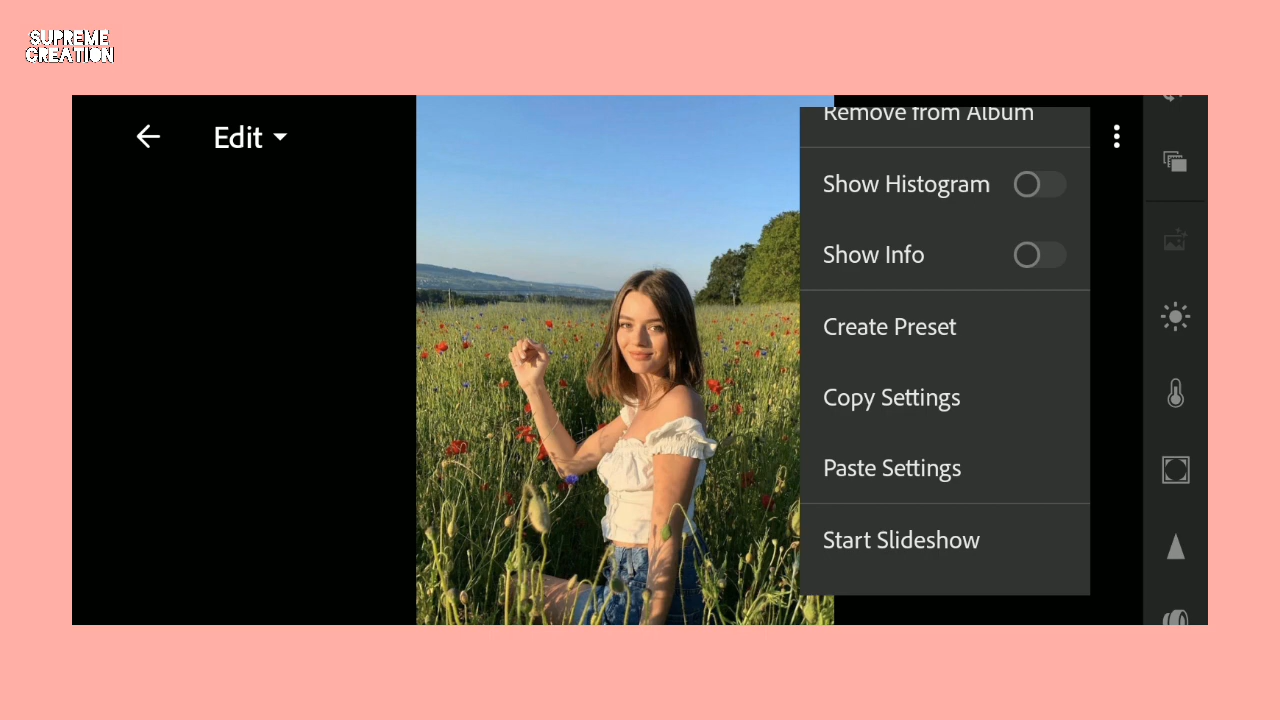 SUPREME
CREATION
Edit
Remove from Album
Show Histogram
Show Info
Create Preset
Copy Settings
Paste Settings
Start Slideshow